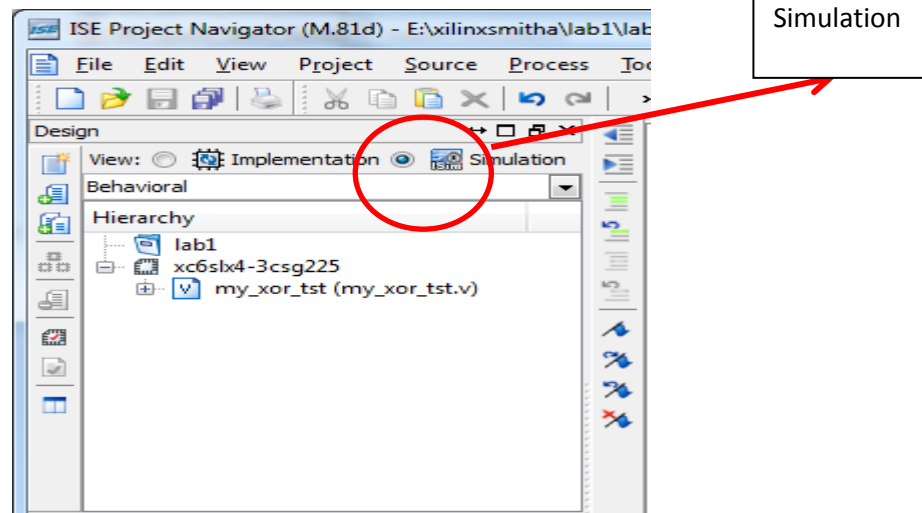 Simulation
ISE Project Navigator (M.81d) - E:\xilinxsmitha\lab1\lab
File Edit View Project Source Process Too
Design
View: Implementation Simulation
Behavioral
Hierarchy
lab1
xc6slx4-3csg225
my_xor_tst (my_xor_tst.v)